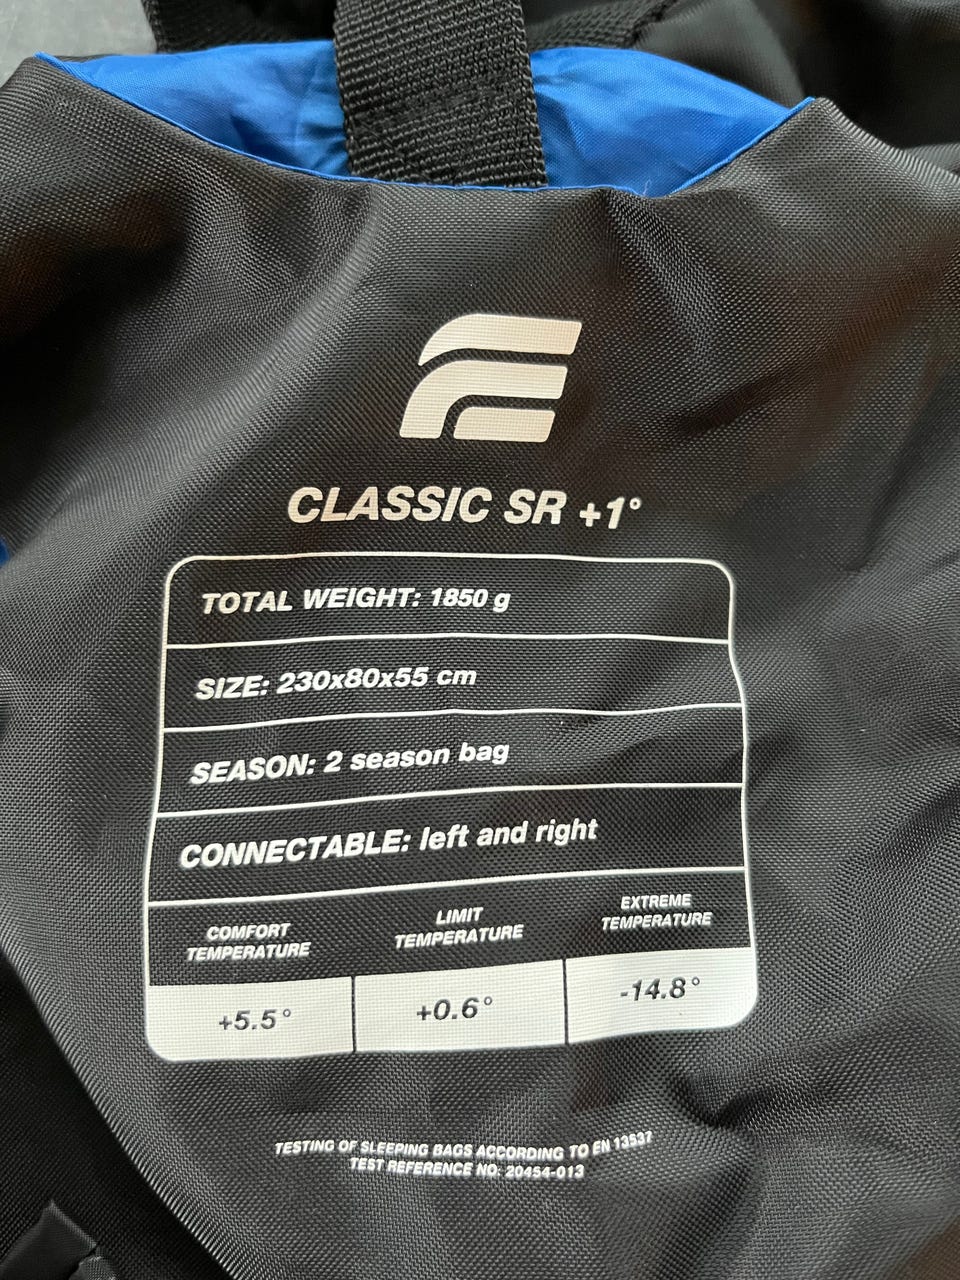 CLASSIC SR +1°
TOTAL WEIGHT: 1850 g
SIZE: 230x80x55 cm
SEASON: 2 season bag
CONNECTABLE: left and right
COMFORT
TEMPERATURE
LIMIT
TEMPERATURE
EXTREME
TEMPERATURE
+5.5°
+0.6°
-14.8°
TESTING OF SLEEPING BAGS ACCORDING TO EN 13537
TEST REFERENCE NO: 20454-013